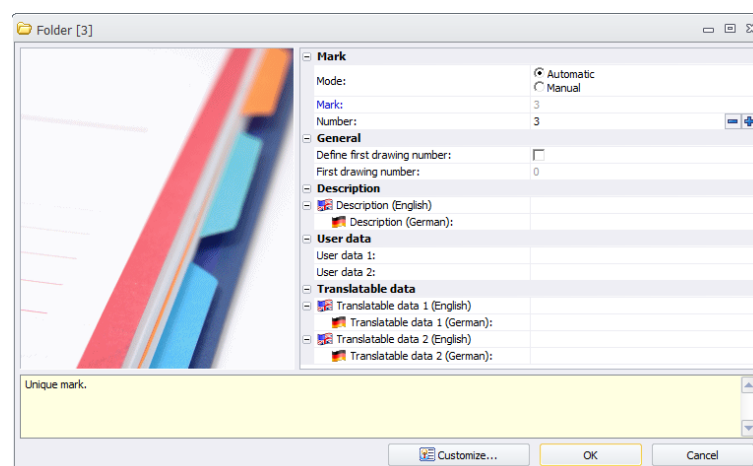 Folder [3]
Mark
Mode:
Automatic
Manual
Mark:
3
Number:
3
General
Define first drawing number:
First drawing number:
0
Description
Description (English)
Description (German):
User data
User data 1:
User data 2:
Translatable data
Translatable data 1 (English)
Translatable data 1 (German):
Translatable data 2 (English)
Translatable data 2 (German):
Unique mark.
Customize...
OK
Cancel